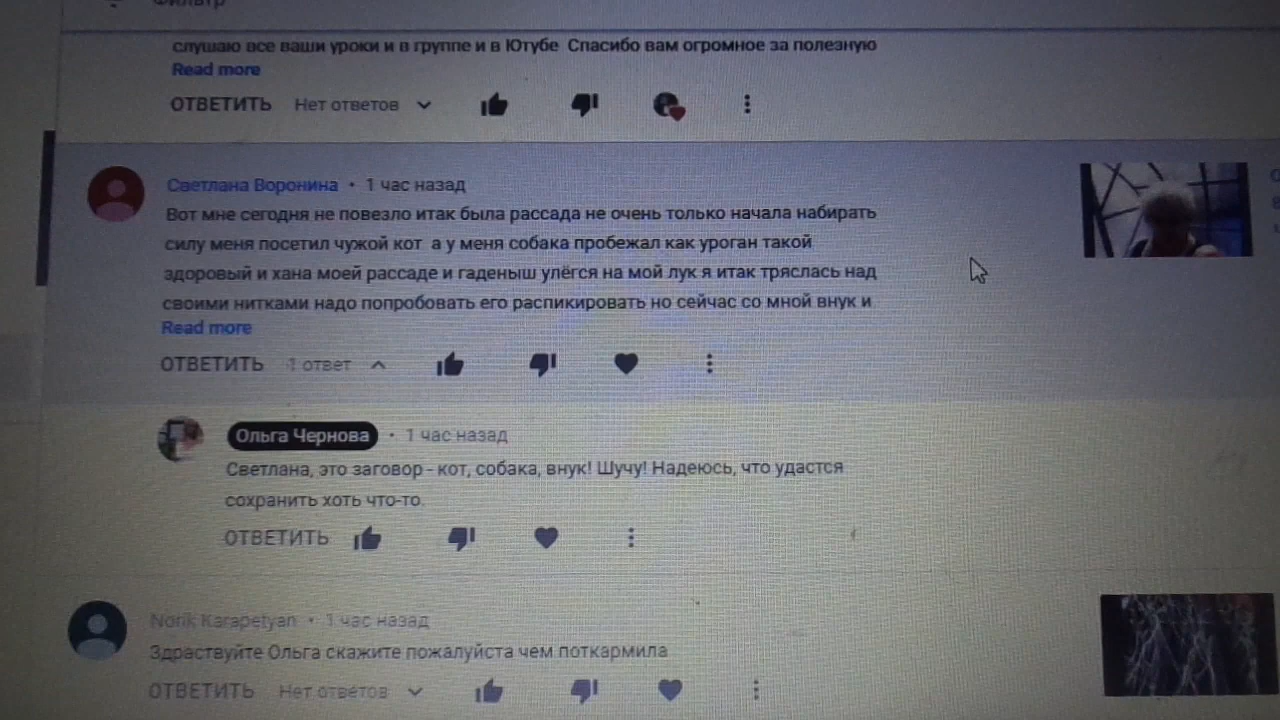 Фильтр
слушаю все ваши уроки и в группе и в Ютубе Спасибо вам огромное за полезную
Read more
ОТВЕТИТЬ Нет ответов
Светлана Воронина • 1 час назад
Вот мне сегодня не повезло итак была рассада не очень только начала набирать
силу меня посетил чужой кот а у меня собака пробежал как ураган такой
здоровый и хана моей рассаде и гаденыш улёгся на мой лук я итак тряслась над
своими нитками надо попробовать его распикировать но сейчас со мной внук и
Read more
ОТВЕТИТЬ 1 ответ
Ольга Чернова • 1 час назад
Светлана, это заговор - кот, собака, внук! Шучу! Надеюсь, что удастся
сохранить хоть что-то.
ОТВЕТИТЬ
Norik Karapetyan • 1 час назад
Здраствуйте Ольга скажите пожалуйста чем поткармила
ОТВЕТИТЬ Нет ответов